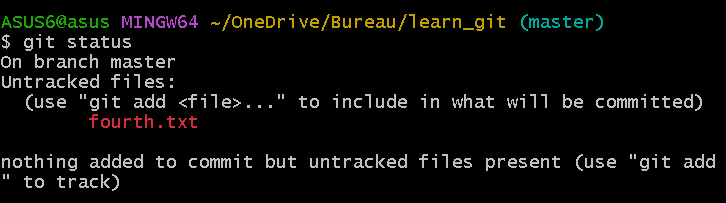 ASUS6@asus MINGW64 ~/OneDrive/Bureau/learn_git (master)
$ git status
On branch master
Untracked files:
  (use "git add <file>..." to include in what will be committed)
        fourth.txt

nothing added to commit but untracked files present (use "git add
" to track)